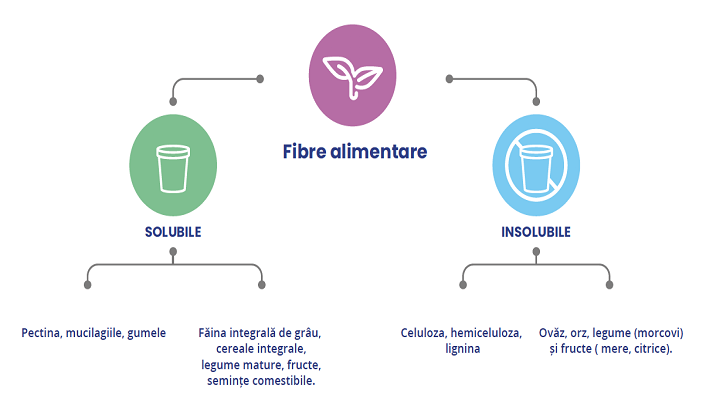 Fibre alimentare
SOLUBILE
INSOLUBILE
Pectina, mucilagiile, gumele
Făina integrală de grâu,
cereale integrale,
legume mature, fructe,
semințe comestibile.
Celuloza, hemiceluloza,
lignina
Ovăz, orz, legume (morcovi)
și fructe ( mere, citrice).